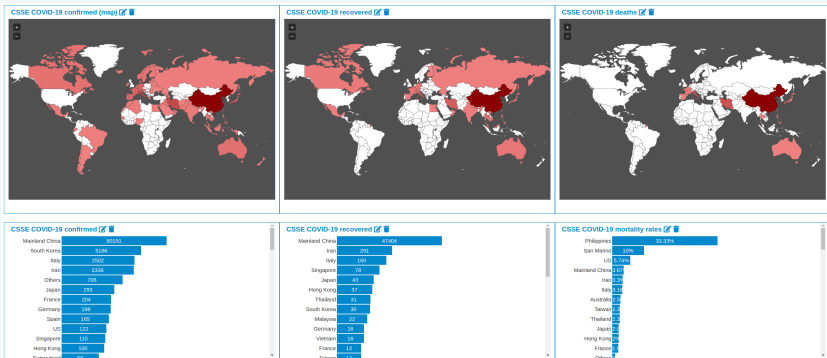 CSSE COVID-19 confirmed (map)
CSSE COVID-19 recovered
CSSE COVID-19 deaths
CSSE COVID-19 confirmed
Mainland China 80151
South Korea 5186
Italy 2502
Iran 2336
Others 706
Japan 293
France 204
Germany 196
Spain 165
US 122
Singapore 110
Hong Kong 100
CSSE COVID-19 recovered
Mainland China 47404
Iran 291
Italy 160
Singapore 78
Japan 43
Hong Kong 37
Thailand 31
South Korea 30
Malaysia 22
Germany 16
Vietnam 16
France 12
CSSE COVID-19 mortality rates
Philippines 33.33%
San Marino 10%
US 5.74%
Mainland China
Iran
Italy
Australia
Taiwan
Thailand
Japan
Hong Kong
France